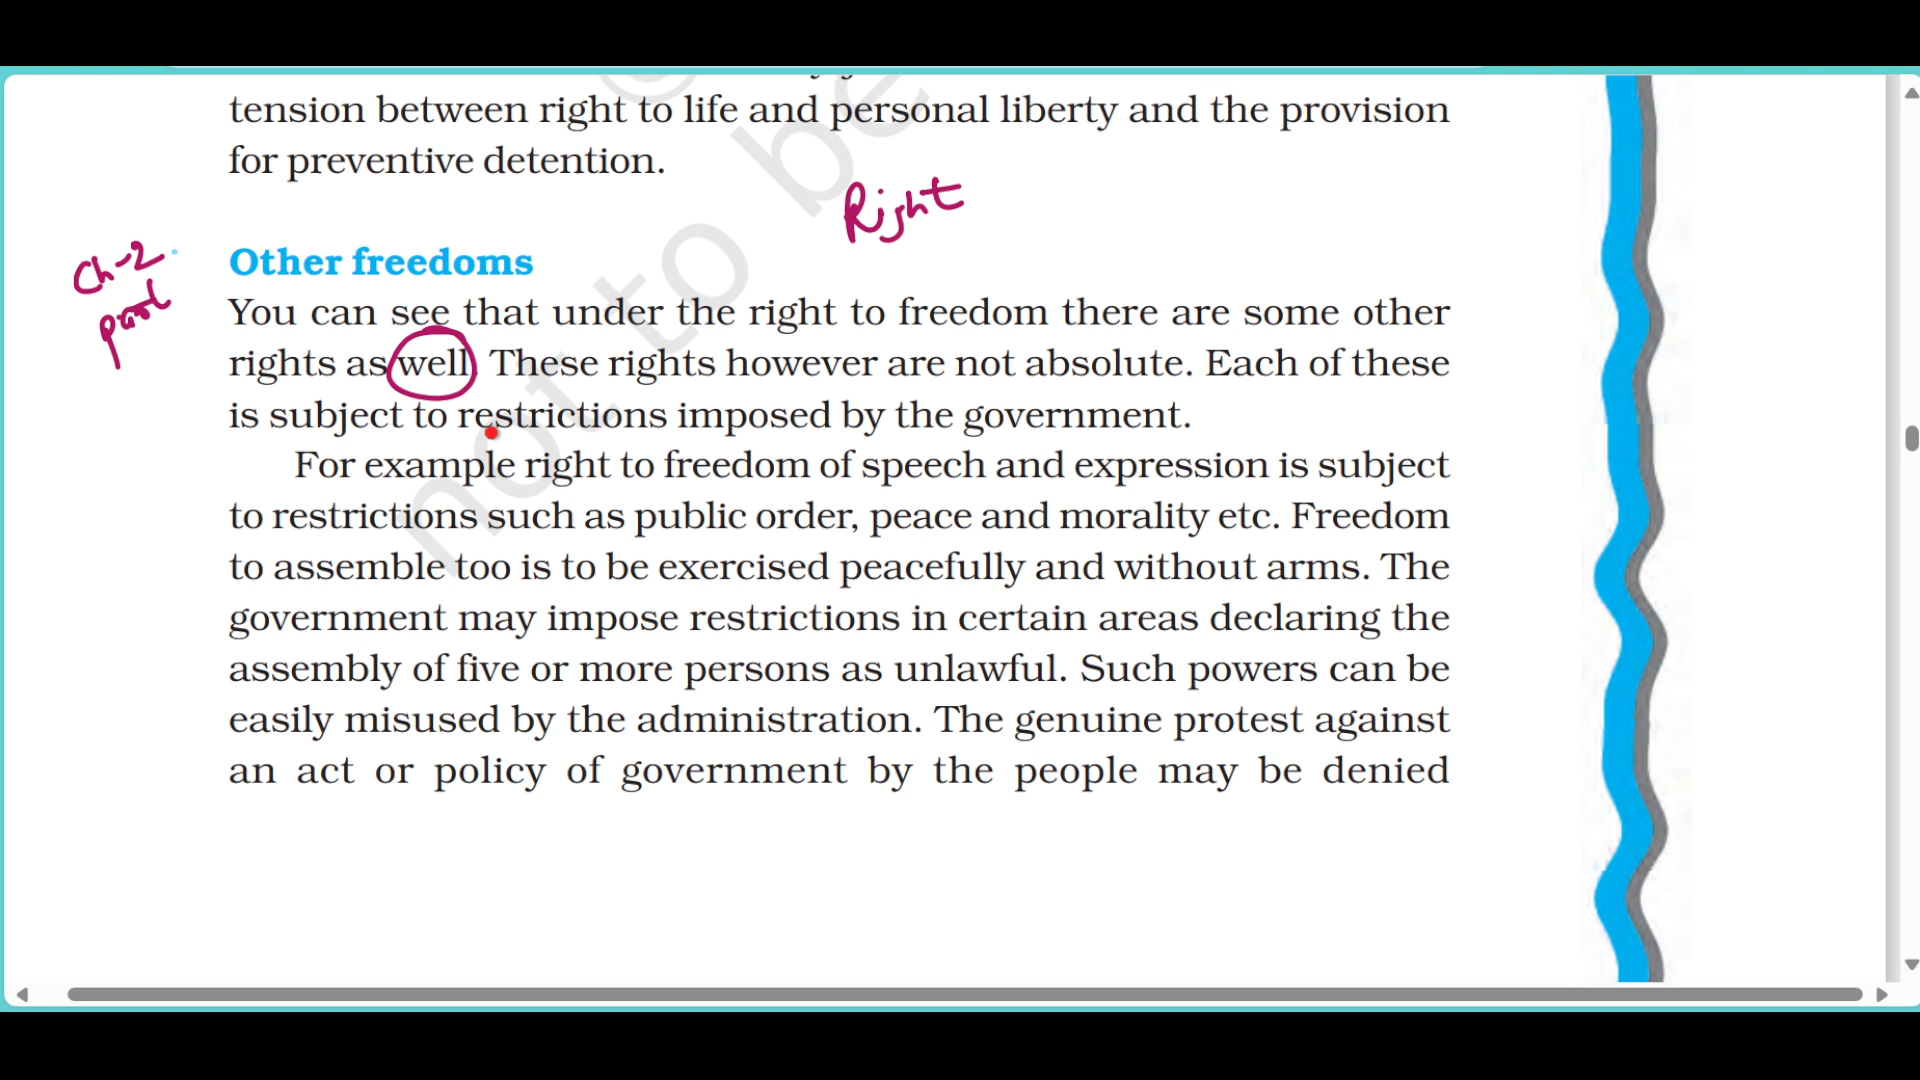 tension between right to life and personal liberty and the provision
for preventive detention.
Right
Ch-2
Other freedoms
You can see that under the right to freedom there are some other
rights as well. These rights however are not absolute. Each of these
is subject to restrictions imposed by the government.
For example right to freedom of speech and expression is subject
to restrictions such as public order, peace and morality etc. Freedom
to assemble too is to be exercised peacefully and without arms. The
government may impose restrictions in certain areas declaring the
assembly of five or more persons as unlawful. Such powers can be
easily misused by the administration. The genuine protest against
an act or policy of government by the people may be denied
not to be